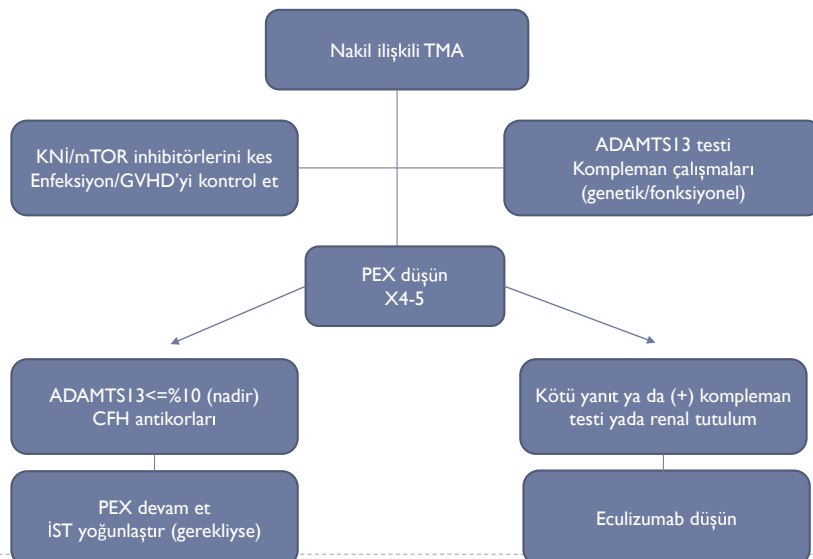 Nakil ilişkili TMA
KNİ/mTOR inhibitörlerini kes
Enfeksiyon/GVHD'yi kontrol et
ADAMTS13 testi
Kompleman çalışmaları
(genetik/fonksiyonel)
PEX düşün
X4-5
ADAMTS13<=%10 (nadir)
CFH antikorları
Kötü yanıt ya da (+) kompleman
testi yada renal tutulum
PEX devam et
İST yoğunlaştır (gerekliyse)
Eculizumab düşün